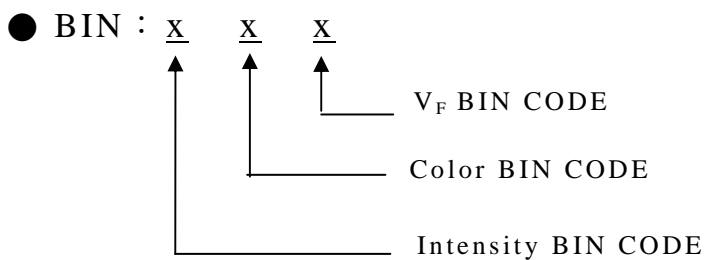 ● BIN：x x x
V_F BIN CODE
Color BIN CODE
Intensity BIN CODE